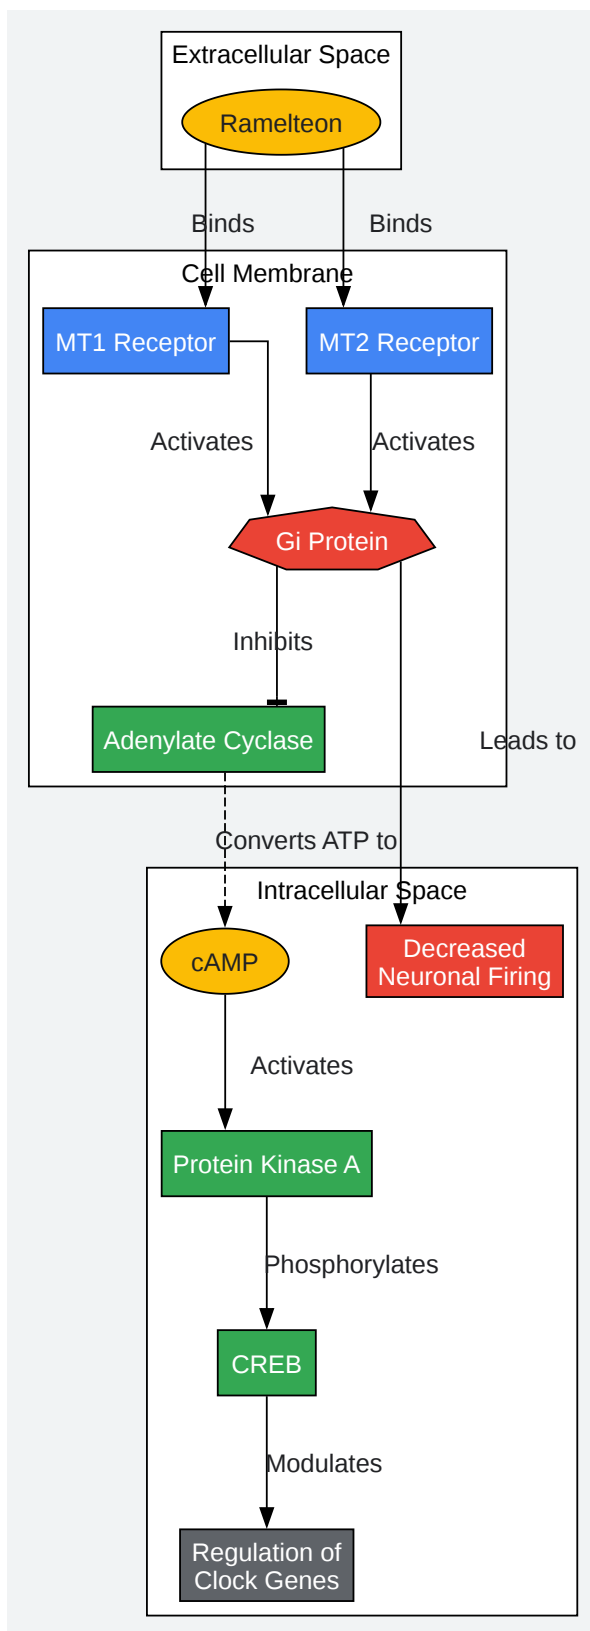 Extracellular Space
Ramelteon
Binds
Binds
Cell Membrane
MT1 Receptor
MT2 Receptor
Activates
Activates
Gi Protein
Inhibits
Adenylate Cyclase
Leads to
Converts ATP to
Intracellular Space
cAMP
Decreased
Neuronal Firing
Activates
Protein Kinase A
Phosphorylates
CREB
Modulates
Regulation of
Clock Genes